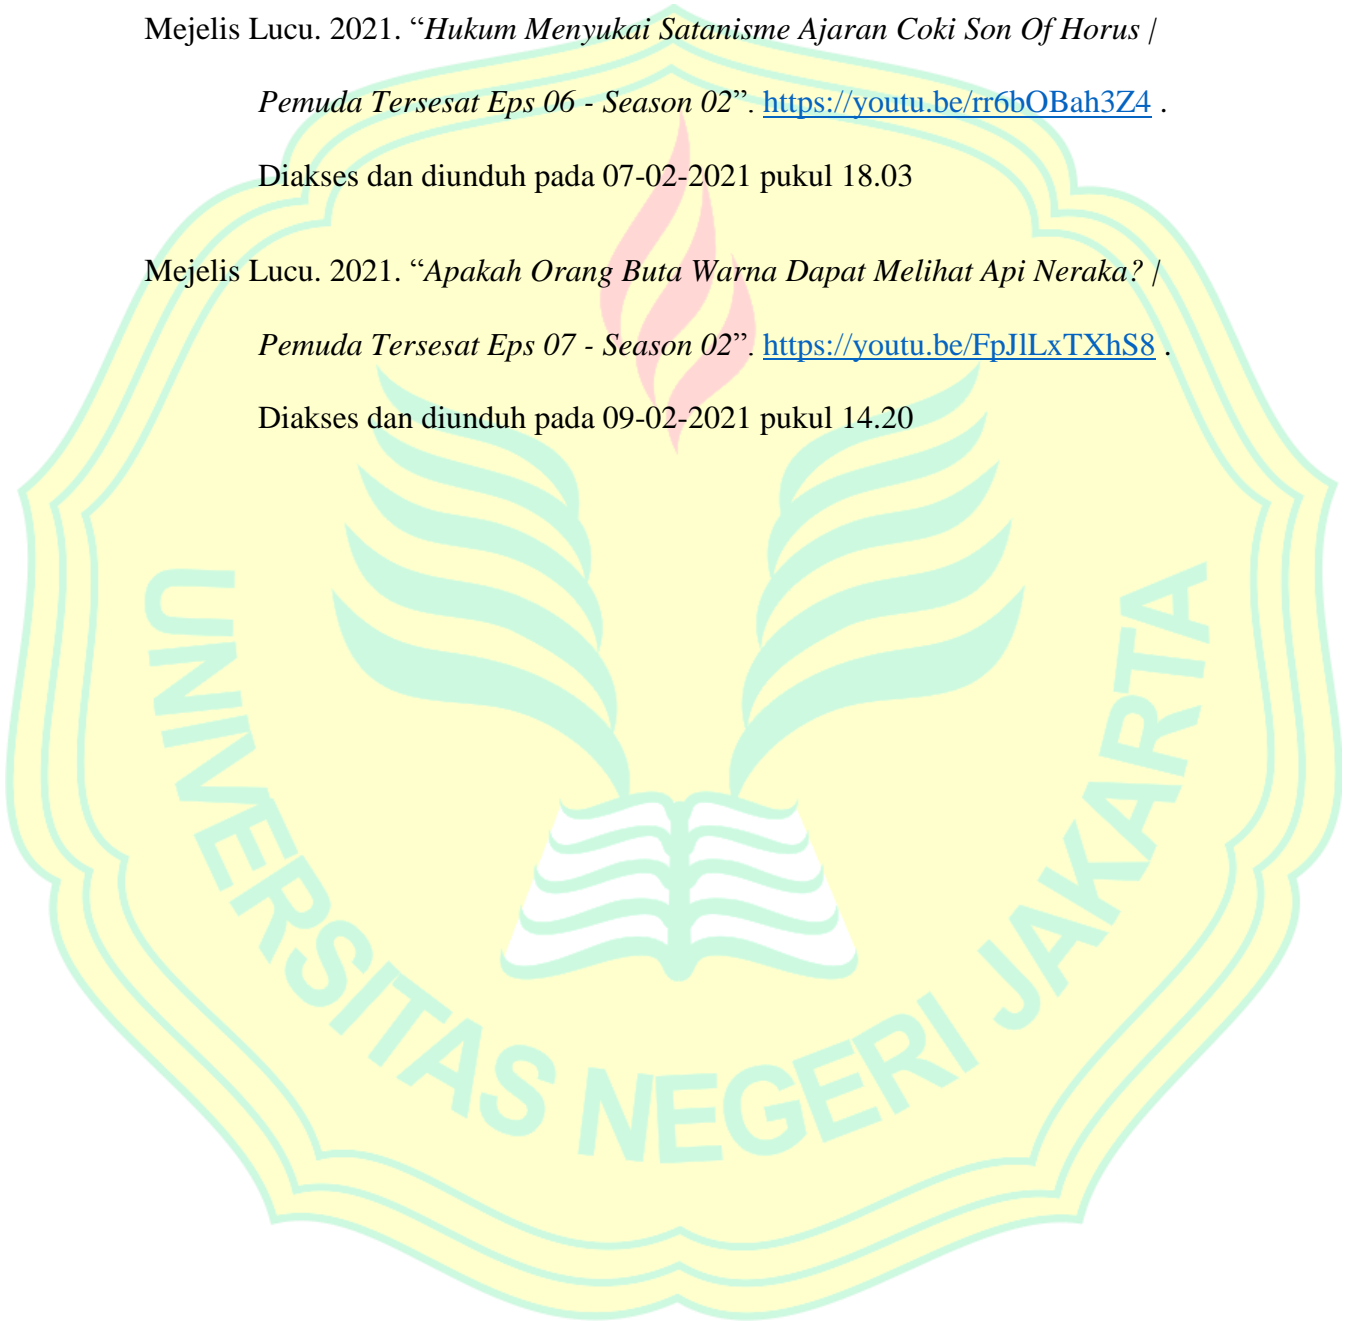 Mejelis Lucu. 2021. “Hukum Menyukai Satanisme Ajaran Coki Son Of Horus |
Pemuda Tersesat Eps 06 - Season 02”. https://youtu.be/rr6bOBah3Z4 .
Diakses dan diunduh pada 07-02-2021 pukul 18.03
Mejelis Lucu. 2021. “Apakah Orang Buta Warna Dapat Melihat Api Neraka? |
Pemuda Tersesat Eps 07 - Season 02”. https://youtu.be/FpJlLxTXhS8 .
Diakses dan diunduh pada 09-02-2021 pukul 14.20
UNIVERSITAS NEGERI JAKARTA